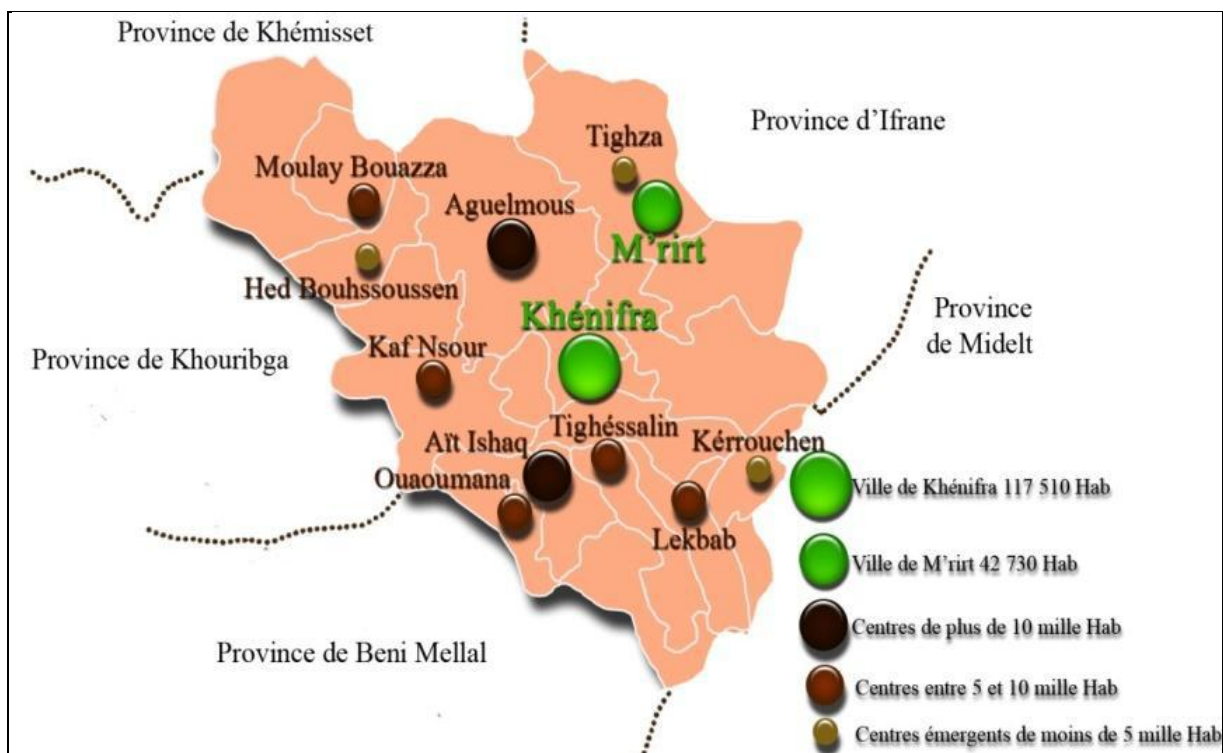 Province de Khémisset
Province d'Ifrane
Tighza
Moulay Bouazza
Aguelmous
M'rirt
Hed Bouhssoussen
Khénifra
Province
de Midelt
Kaf Nsour
Province de Khouribga
Tighéssalin
Aït Ishaq
Kérrouchen
Ouaoumana
Lekbab
Province de Beni Mellal
Ville de Khénifra 117 510 Hab
Ville de M'rirt 42 730 Hab
Centres de plus de 10 mille Hab
Centres entre 5 et 10 mille Hab
Centres émergents de moins de 5 mille Hab